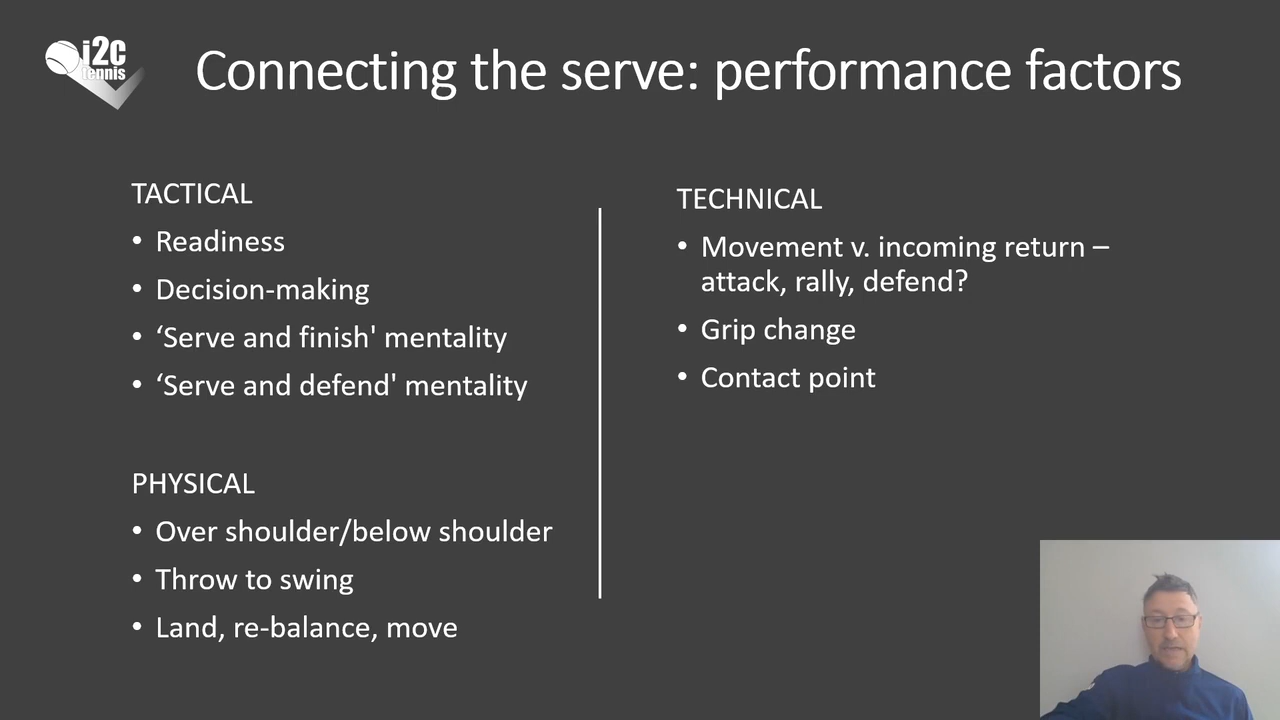 i2c
tennis
Connecting the serve: performance factors
TACTICAL
• Readiness
• Decision-making
• ‘Serve and finish' mentality
• ‘Serve and defend' mentality
PHYSICAL
• Over shoulder/below shoulder
• Throw to swing
• Land, re-balance, move
TECHNICAL
• Movement v. incoming return –
attack, rally, defend?
• Grip change
• Contact point